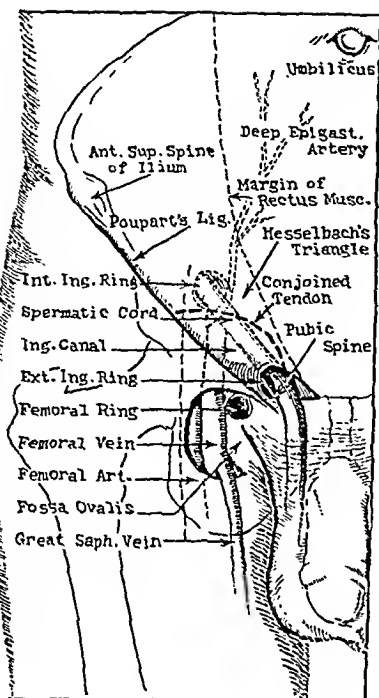 Umbilicus
Deep Epigast.
Artery
Ant. Sup. Spine
of Ilium
Margin of
Rectus Musc.
Poupart's Lig.
Hesselbach's
Triangle
Int. Ing. Ring
Conjoined
Tendon
Spermatic Cord
Pubic
Spine
Ing. Canal
Ext. Ing. Ring
Femoral Ring
Femoral Vein
Femoral Art.
Fossa Ovalis
Great Saph. Vein